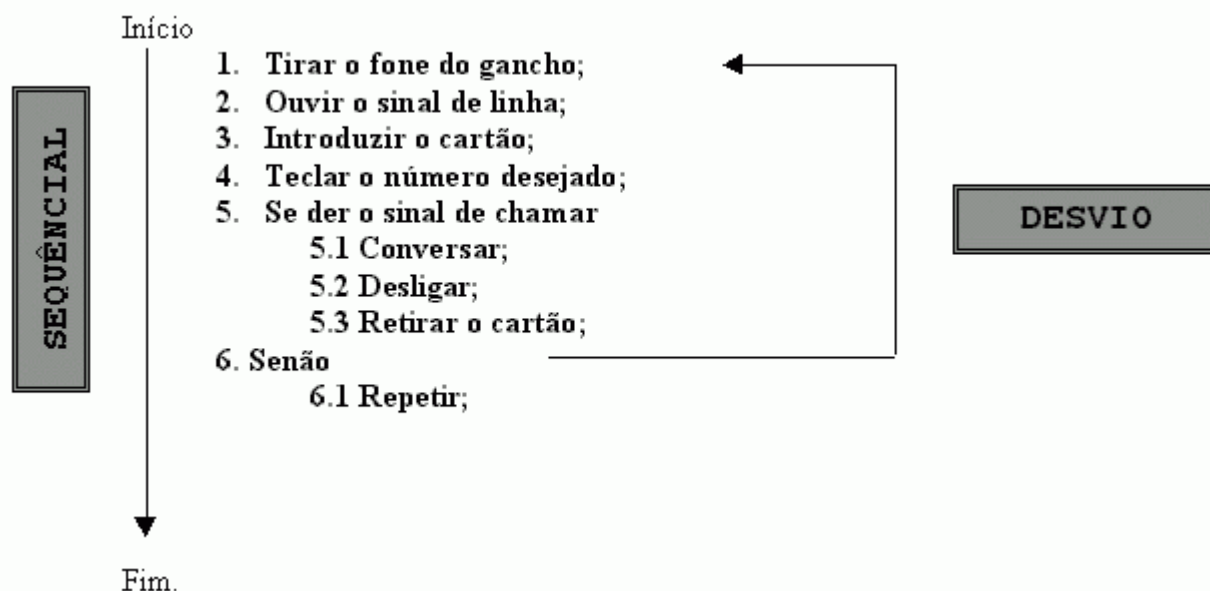 Início
1. Tirar o fone do gancho;
2. Ouvir o sinal de linha;
3. Introduzir o cartão;
4. Teclar o número desejado;
5. Se der o sinal de chamar
5.1 Conversar;
5.2 Desligar;
5.3 Retirar o cartão;
6. Senão
6.1 Repetir;
Fim.
SEQUÊNCIAL
DESVIO